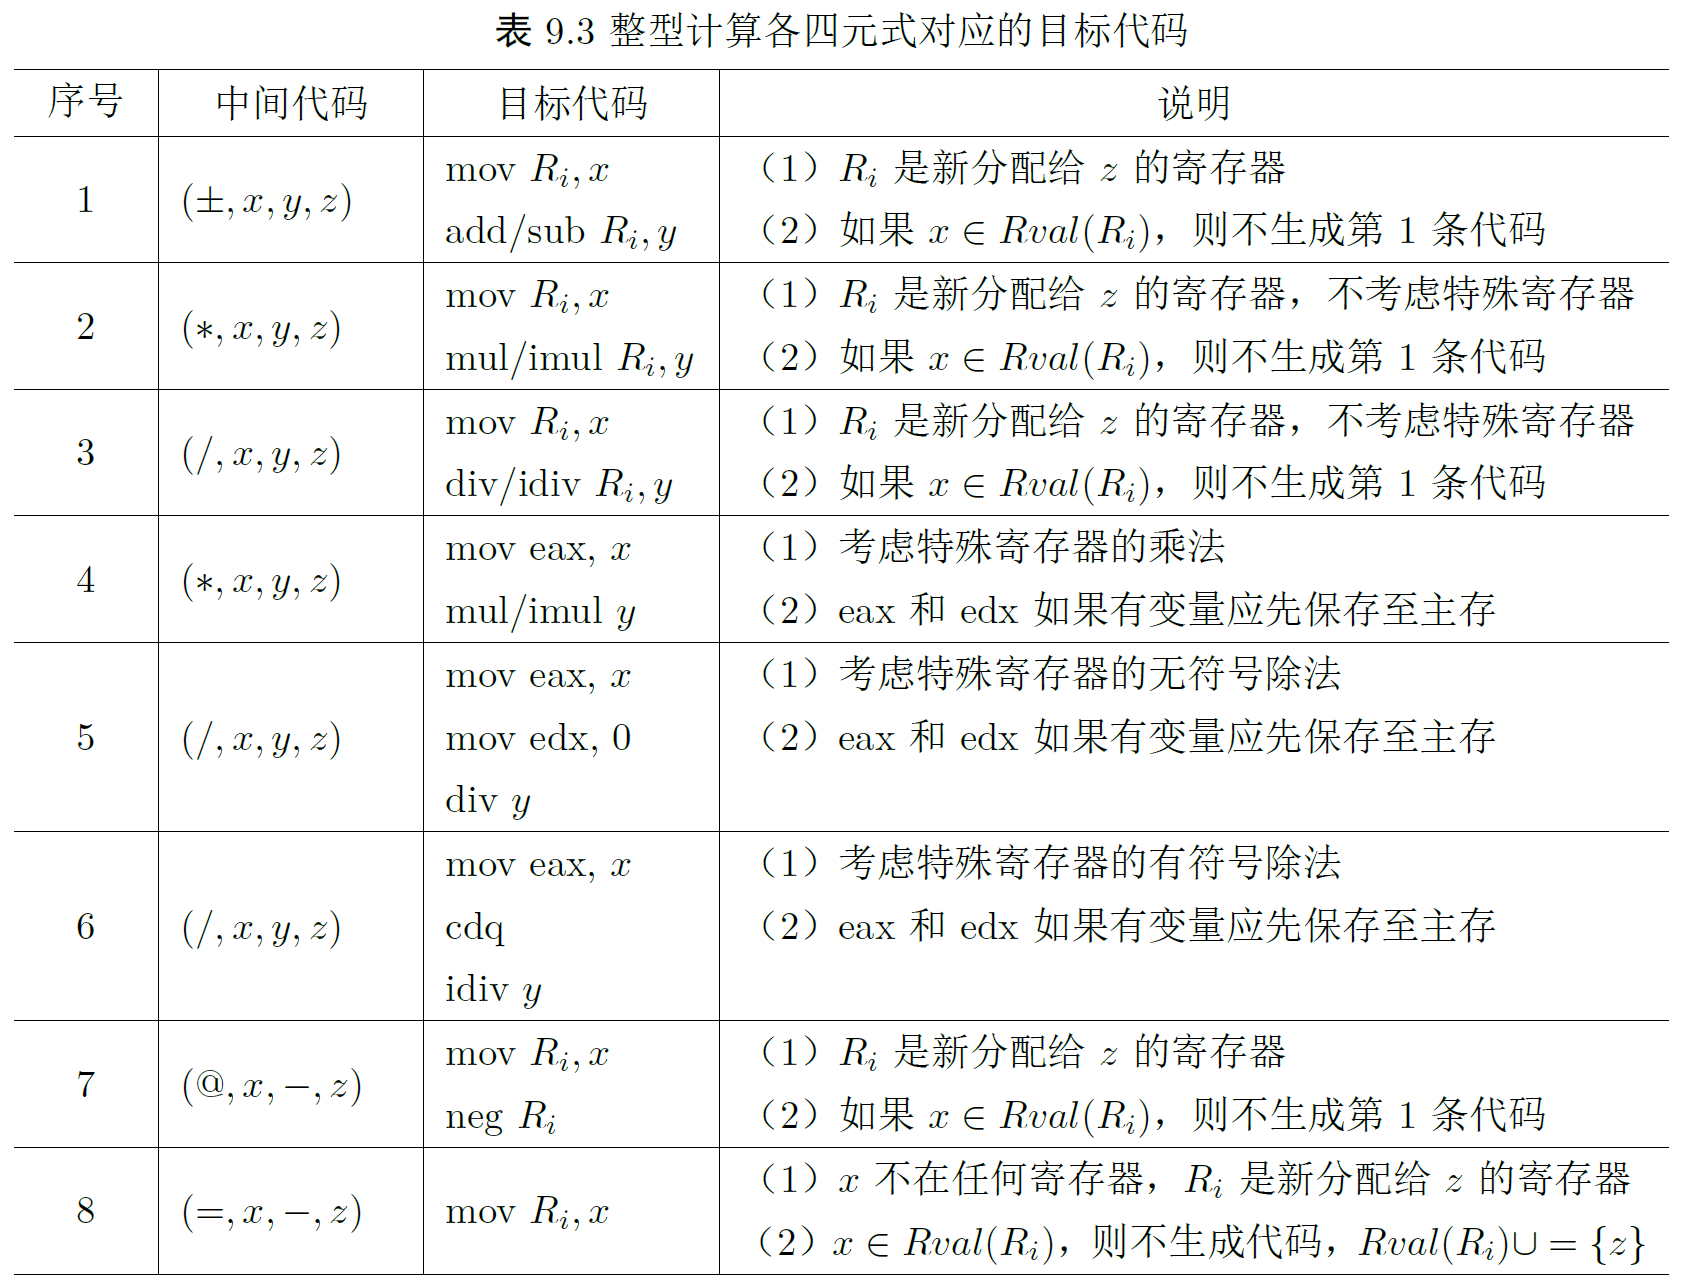 表 9.3 整型计算各四元式对应的目标代码
序号 中间代码 目标代码 说明
1 (±, x, y, z)
mov Rᵢ, x
add/sub Rᵢ, y
（1）Rᵢ 是新分配给 z 的寄存器
（2）如果 x ∈ Rval(Rᵢ)，则不生成第 1 条代码
2 (∗, x, y, z)
mov Rᵢ, x
mul/imul Rᵢ, y
（1）Rᵢ 是新分配给 z 的寄存器，不考虑特殊寄存器
（2）如果 x ∈ Rval(Rᵢ)，则不生成第 1 条代码
3 (/, x, y, z)
mov Rᵢ, x
div/idiv Rᵢ, y
（1）Rᵢ 是新分配给 z 的寄存器，不考虑特殊寄存器
（2）如果 x ∈ Rval(Rᵢ)，则不生成第 1 条代码
4 (∗, x, y, z)
mov eax, x
mul/imul y
（1）考虑特殊寄存器的乘法
（2）eax 和 edx 如果有变量应先保存至主存
5 (/, x, y, z)
mov eax, x
mov edx, 0
div y
（1）考虑特殊寄存器的无符号除法
（2）eax 和 edx 如果有变量应先保存至主存
6 (/, x, y, z)
mov eax, x
cdq
idiv y
（1）考虑特殊寄存器的有符号除法
（2）eax 和 edx 如果有变量应先保存至主存
7 (@, x, −, z)
mov Rᵢ, x
neg Rᵢ
（1）Rᵢ 是新分配给 z 的寄存器
（2）如果 x ∈ Rval(Rᵢ)，则不生成第 1 条代码
8 (=, x, −, z)
mov Rᵢ, x
（1）x 不在任何寄存器，Rᵢ 是新分配给 z 的寄存器
（2）x ∈ Rval(Rᵢ)，则不生成代码，Rval(Rᵢ)∪ = {z}